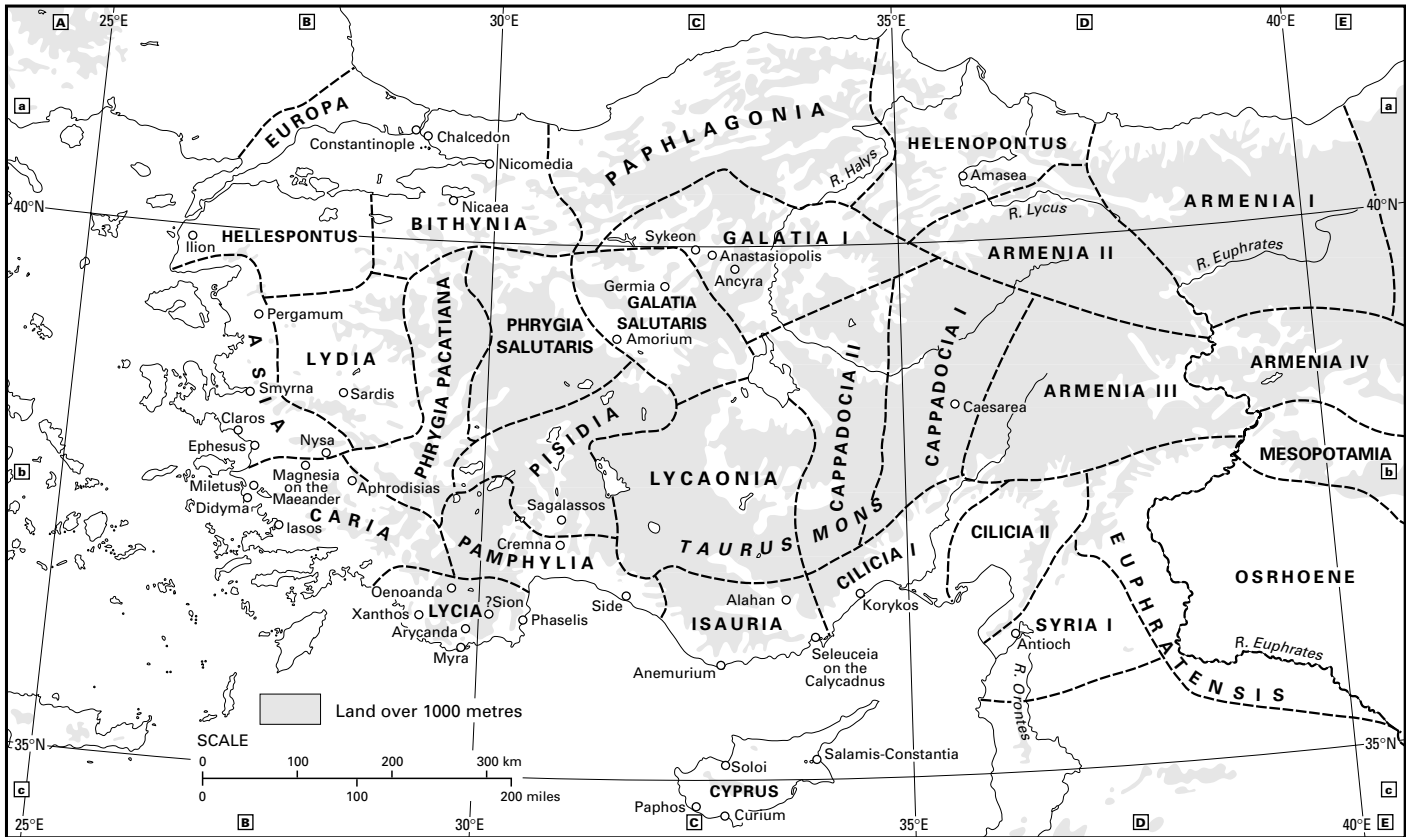 25°E
30°E
35°E
40°E
A
B
C
D
E
a
a
EUROPA
Constantinople
Chalcedon
Nicomedia
PAPHLAGONIA
R. Halys
HELENOPONTUS
Amasea
R. Lycus
ARMENIA I
40°N
40°N
Nicaea
BITHYNIA
HELLESPONTUS
Ilion
Sykeon
GALATIA I
Anastasiopolis
Ancyra
ARMENIA II
R. Euphrates
Germia
GALATIA
SALUTARIS
Amorium
Pergamum
PHRYGIA PACATIANA
PHRYGIA
SALUTARIS
LYDIA
ASIA
Smyrna
Sardis
CAPPADOCIA II
CAPPADOCIA I
Caesarea
ARMENIA III
ARMENIA IV
Claros
Ephesus
Nysa
PISIDIA
LYCAONIA
MESOPOTAMIA
b
b
Miletus
Magnesia
on the
Maeander
Aphrodisias
Didyma
Iasos
CARIA
Sagalassos
Cremna
PAMPHYLIA
TAURUS MONS
CILICIA I
CILICIA II
EUPHRATENSIS
OSRHOENE
Oenoanda
LYCIA
?Sion
Xanthos
Arycanda
Phaselis
Myra
Side
Alahan
ISAURIA
Korykos
Anemurium
Seleuceia
on the
Calycadnus
SYRIA I
Antioch
R. Orontes
R. Euphrates
Land over 1000 metres
SCALE
0
100
200
300 km
0
100
200 miles
35°N
35°N
Soloi
Salamis-Constantia
CYPRUS
Paphos
Curium
c
c
25°E
B
30°E
C
35°E
D
40°E
E